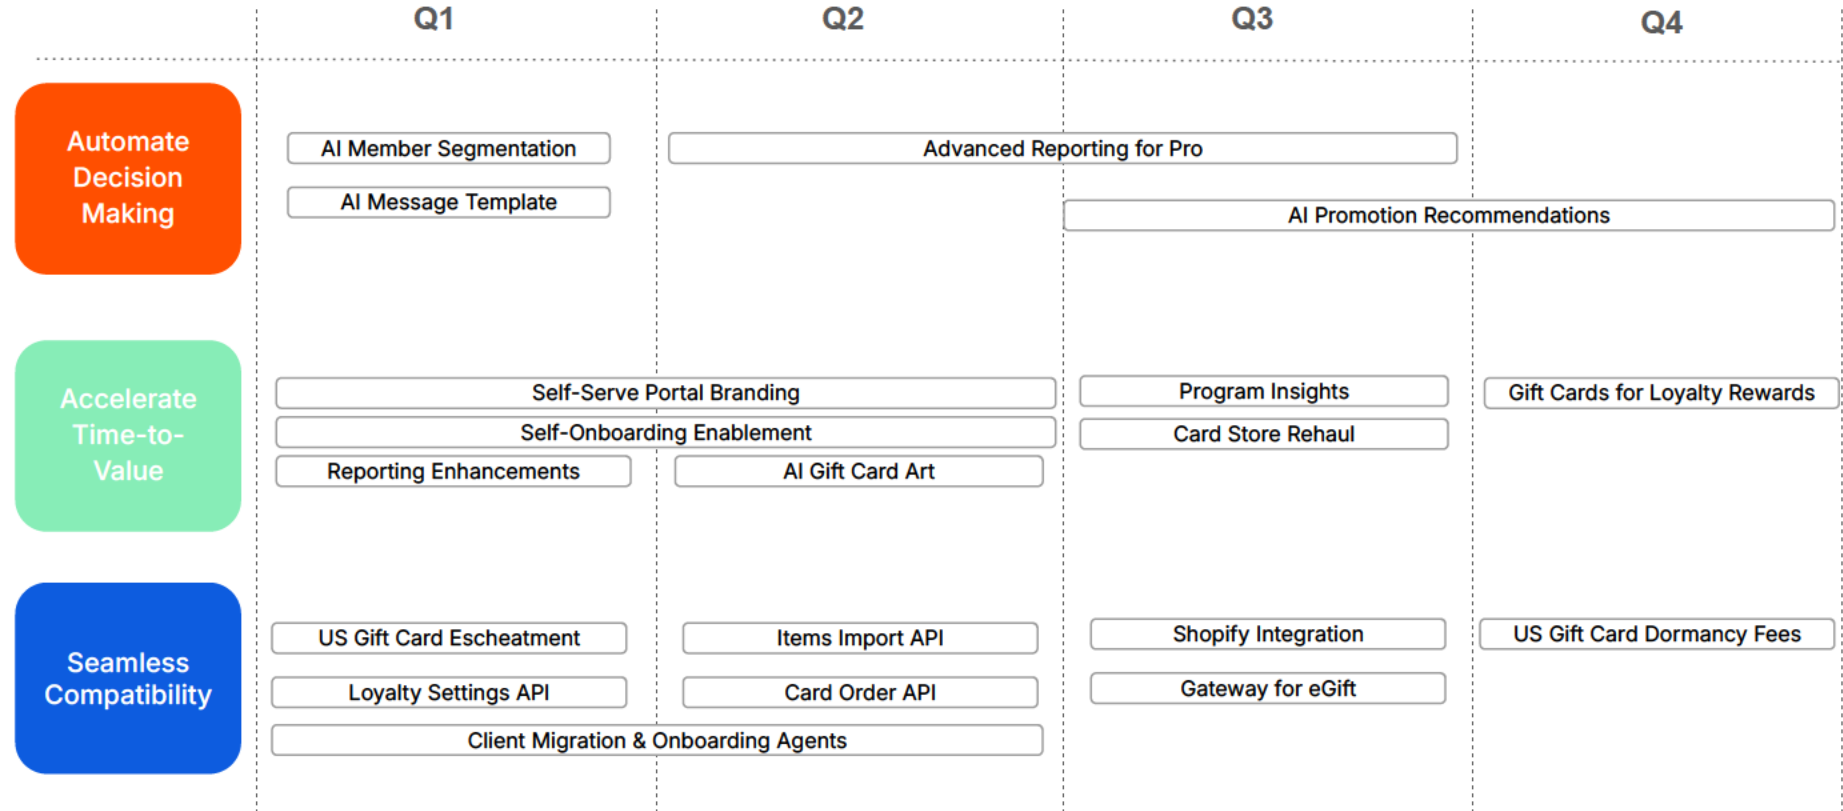 Q1
Q2
Q3
Q4
Automate
Decision
Making
AI Member Segmentation
Advanced Reporting for Pro
AI Message Template
AI Promotion Recommendations
Accelerate
Time-to-
Value
Self-Serve Portal Branding
Program Insights
Gift Cards for Loyalty Rewards
Self-Onboarding Enablement
Card Store Rehaul
Reporting Enhancements
AI Gift Card Art
Seamless
Compatibility
US Gift Card Escheatment
Items Import API
Shopify Integration
US Gift Card Dormancy Fees
Loyalty Settings API
Card Order API
Gateway for eGift
Client Migration & Onboarding Agents